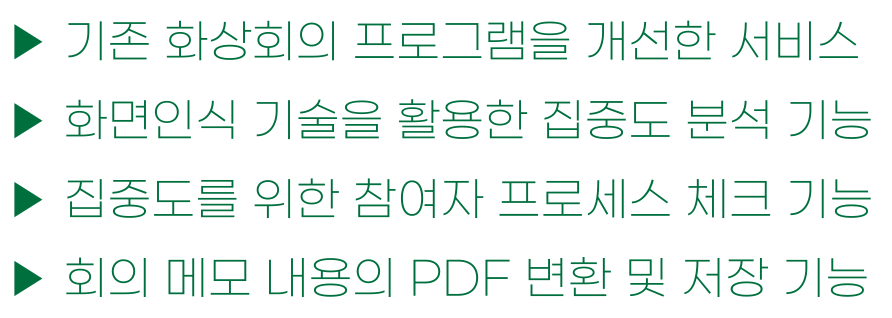 ▶ 기존 화상회의 프로그램을 개선한 서비스
▶ 화면인식 기술을 활용한 집중도 분석 기능
▶ 집중도를 위한 참여자 프로세스 체크 기능
▶ 회의 메모 내용의 PDF 변환 및 저장 기능